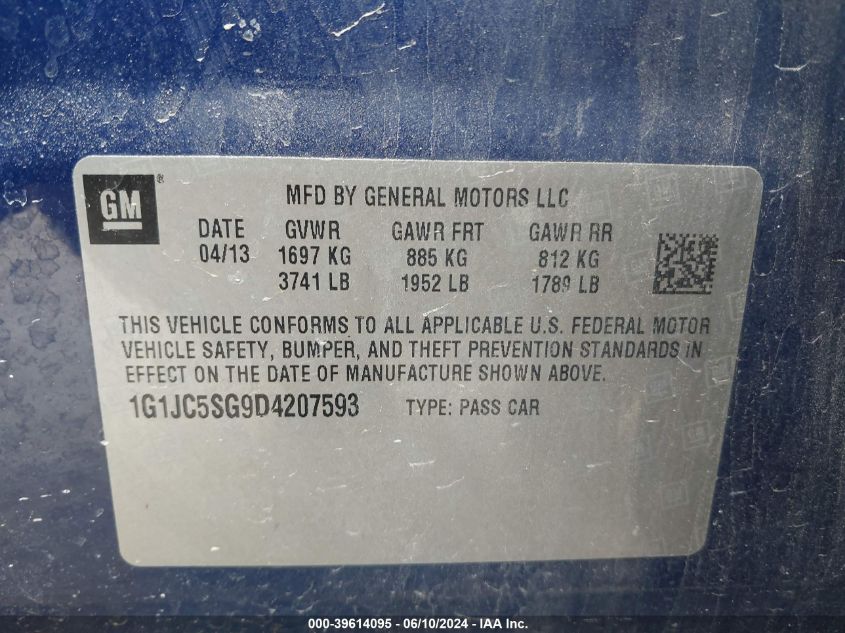 GM®
MFD BY GENERAL MOTORS LLC
DATE GVWR GAWR FRT GAWR RR
04/13 1697 KG 885 KG 812 KG
3741 LB 1952 LB 1789 LB
THIS VEHICLE CONFORMS TO ALL APPLICABLE U.S. FEDERAL MOTOR
VEHICLE SAFETY, BUMPER, AND THEFT PREVENTION STANDARDS IN
EFFECT ON THE DATE OF MANUFACTURE SHOWN ABOVE.
1G1JC5SG9D4207593 TYPE: PASS CAR
000-39614095 - 06/10/2024 - IAA Inc.